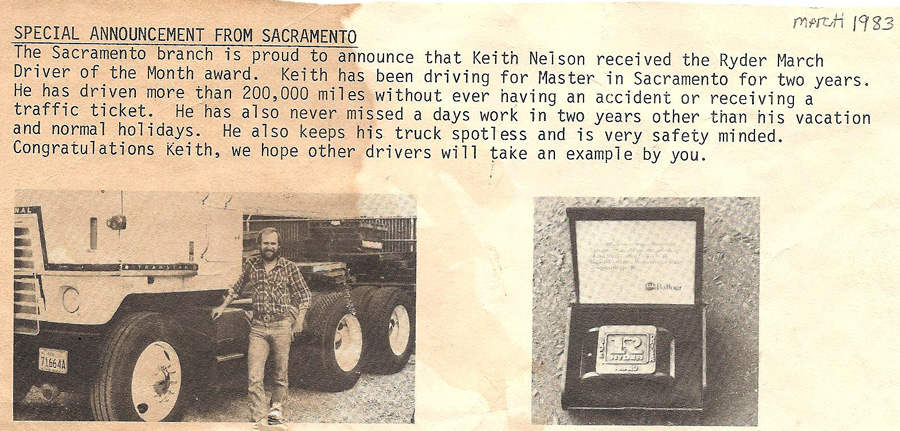 MARCH 1983
SPECIAL ANNOUNCEMENT FROM SACRAMENTO
The Sacramento branch is proud to announce that Keith Nelson received the Ryder March
Driver of the Month award.  Keith has been driving for Master in Sacramento for two years.
He has driven more than 200,000 miles without ever having an accident or receiving a
traffic ticket.  He has also never missed a days work in two years other than his vacation
and normal holidays.  He also keeps his truck spotless and is very safety minded.
Congratulations Keith, we hope other drivers will take an example by you.
NAL
TRANSTAR
71664A
Balfour
R
RYDER
AWARD